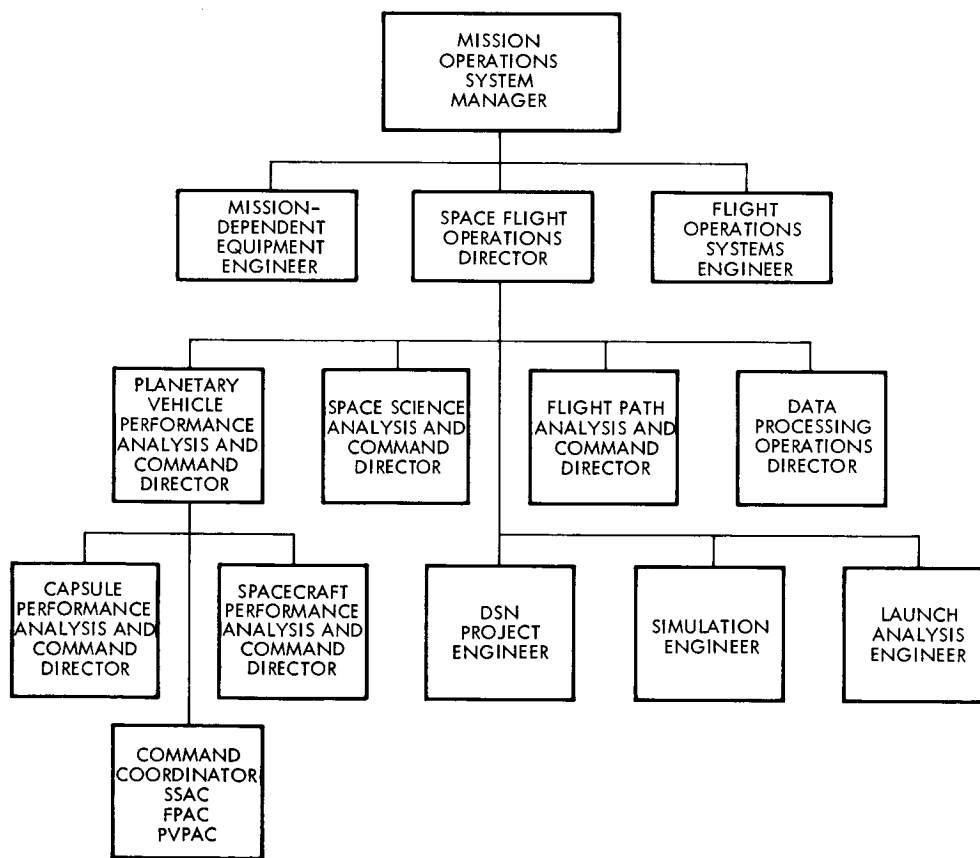 MISSION
OPERATIONS
SYSTEM
MANAGER
MISSION-
DEPENDENT
EQUIPMENT
ENGINEER
SPACE FLIGHT
OPERATIONS
DIRECTOR
FLIGHT
OPERATIONS
SYSTEMS
ENGINEER
PLANETARY
VEHICLE
PERFORMANCE
ANALYSIS AND
COMMAND
DIRECTOR
SPACE SCIENCE
ANALYSIS AND
COMMAND
DIRECTOR
FLIGHT PATH
ANALYSIS AND
COMMAND
DIRECTOR
DATA
PROCESSING
OPERATIONS
DIRECTOR
CAPSULE
PERFORMANCE
ANALYSIS AND
COMMAND
DIRECTOR
SPACECRAFT
PERFORMANCE
ANALYSIS AND
COMMAND
DIRECTOR
DSN
PROJECT
ENGINEER
SIMULATION
ENGINEER
LAUNCH
ANALYSIS
ENGINEER
COMMAND
COORDINATOR
SSAC
FPAC
PVPAC